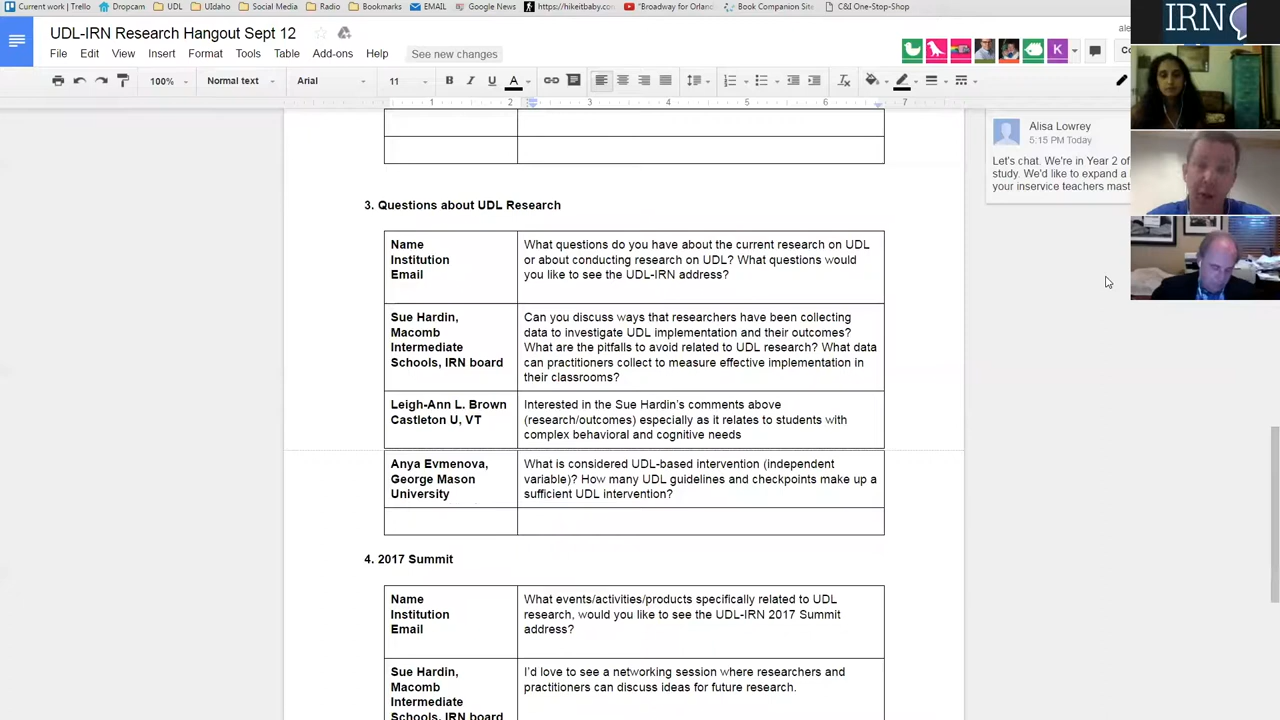 Current work | Trello
Dropcam
UDL
UIdaho
Social Media
Radio
Bookmarks
EMAIL
Google News
https://hikeitbaby.co
"Broadway for Orlan
Book Companion Site
C&I One-Stop-Shop
UDL-IRN Research Hangout Sept 12
File Edit View Insert Format Tools Table Add-ons Help
See new changes
100% Normal text Arial 11
B I U A
1 2 3 4 5 6 7
K
IRN
Alisa Lowrey
5:15 PM Today
Let's chat. We're in Year 2 of
study. We'd like to expand a
your inservice teachers mast
3. Questions about UDL Research
Name
Institution
Email
What questions do you have about the current research on UDL
or about conducting research on UDL? What questions would
you like to see the UDL-IRN address?
Sue Hardin,
Macomb
Intermediate
Schools, IRN board
Can you discuss ways that researchers have been collecting
data to investigate UDL implementation and their outcomes?
What are the pitfalls to avoid related to UDL research? What data
can practitioners collect to measure effective implementation in
their classrooms?
Leigh-Ann L. Brown
Castleton U, VT
Interested in the Sue Hardin's comments above
(research/outcomes) especially as it relates to students with
complex behavioral and cognitive needs
Anya Evmenova,
George Mason
University
What is considered UDL-based intervention (independent
variable)? How many UDL guidelines and checkpoints make up a
sufficient UDL intervention?
4. 2017 Summit
Name
Institution
Email
What events/activities/products specifically related to UDL
research, would you like to see the UDL-IRN 2017 Summit
address?
Sue Hardin,
Macomb
Intermediate
Schools, IRN board
I'd love to see a networking session where researchers and
practitioners can discuss ideas for future research.